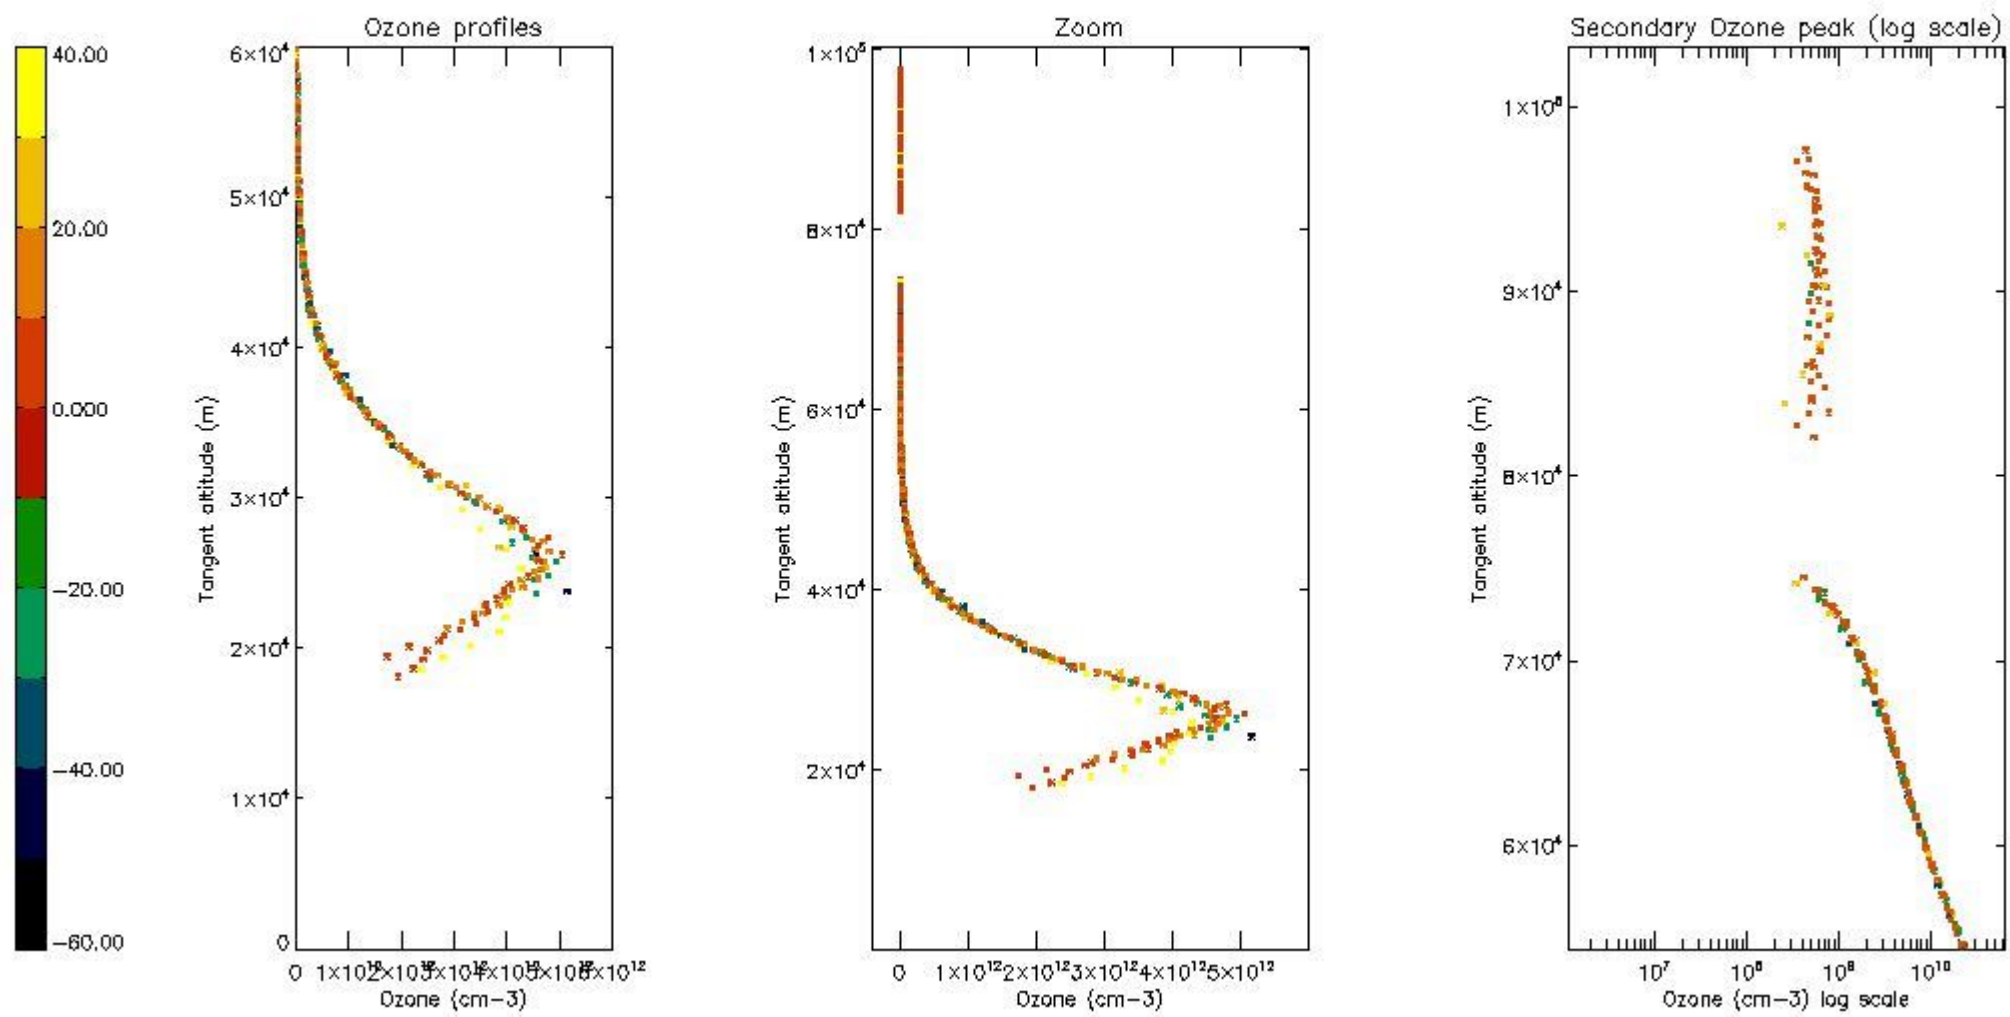 Ozone profiles
Zoom
Secondary Ozone peak (log scale)
40.00
20.00
0.000
−20.00
−40.00
−60.00
6×10⁴
5×10⁴
4×10⁴
3×10⁴
2×10⁴
1×10⁴
0
Tangent altitude (m)
0
Ozone (cm−3)
1×10⁵
8×10⁴
6×10⁴
4×10⁴
2×10⁴
Tangent altitude (m)
0 1×10¹² 2×10¹² 3×10¹² 4×10¹² 5×10¹²
Ozone (cm−3)
9×10⁴
8×10⁴
7×10⁴
6×10⁴
Tangent altitude (m)
10⁷ 10⁸ 10⁹ 10¹⁰
Ozone (cm−3) log scale